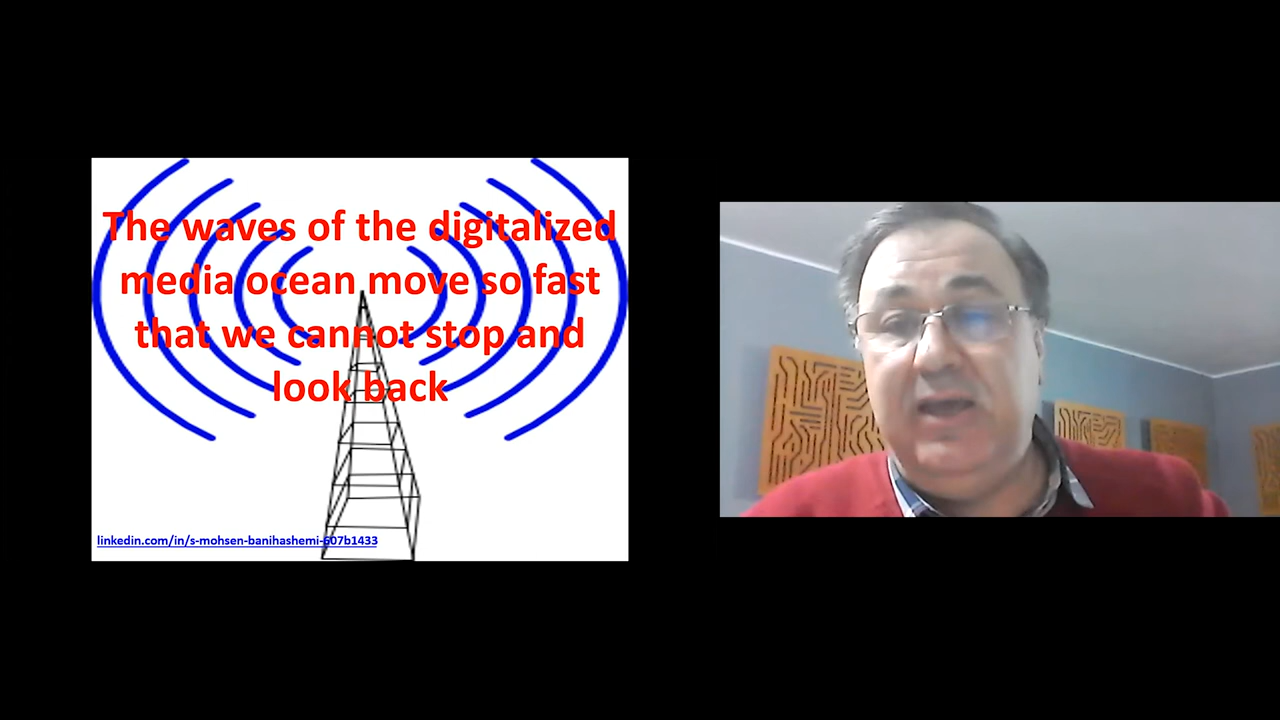 The waves of the digitalized
media ocean move so fast
that we cannot stop and
look back
linkedin.com/in/s-mohsen-banihashemi-607b1433